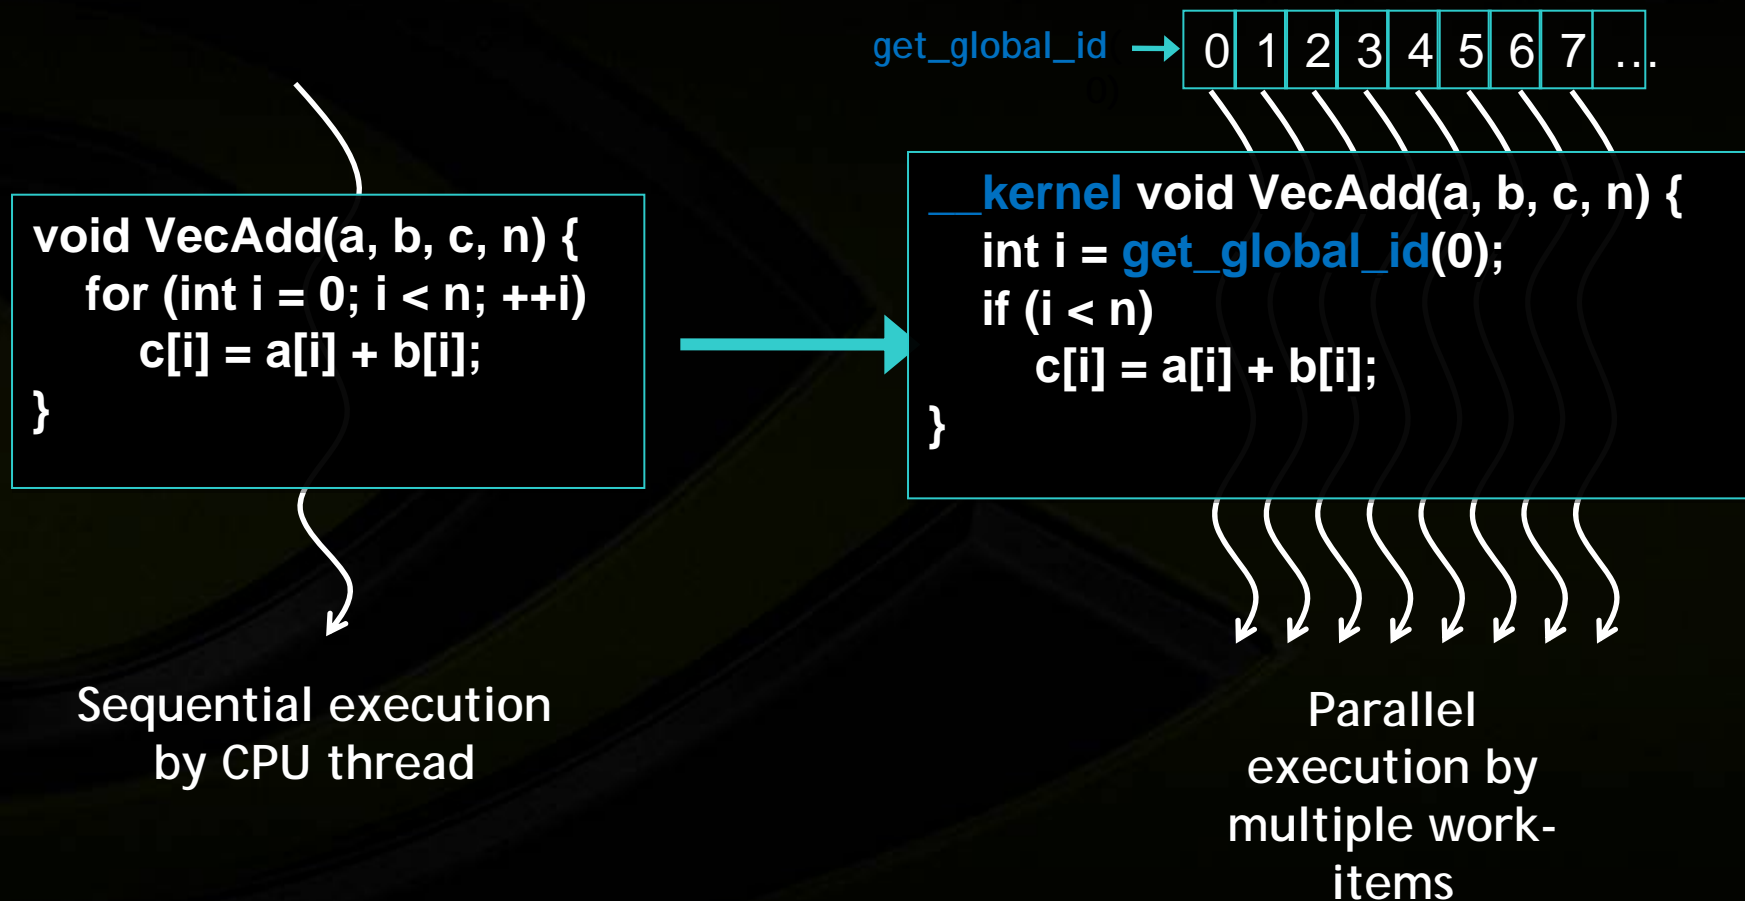 get_global_id
0 1 2 3 4 5 6 7 ...
0)
void VecAdd(a, b, c, n) {
for (int i = 0; i < n; ++i)
c[i] = a[i] + b[i];
}
__kernel void VecAdd(a, b, c, n) {
int i = get_global_id(0);
if (i < n)
c[i] = a[i] + b[i];
}
Sequential execution
by CPU thread
Parallel
execution by
multiple work-
items